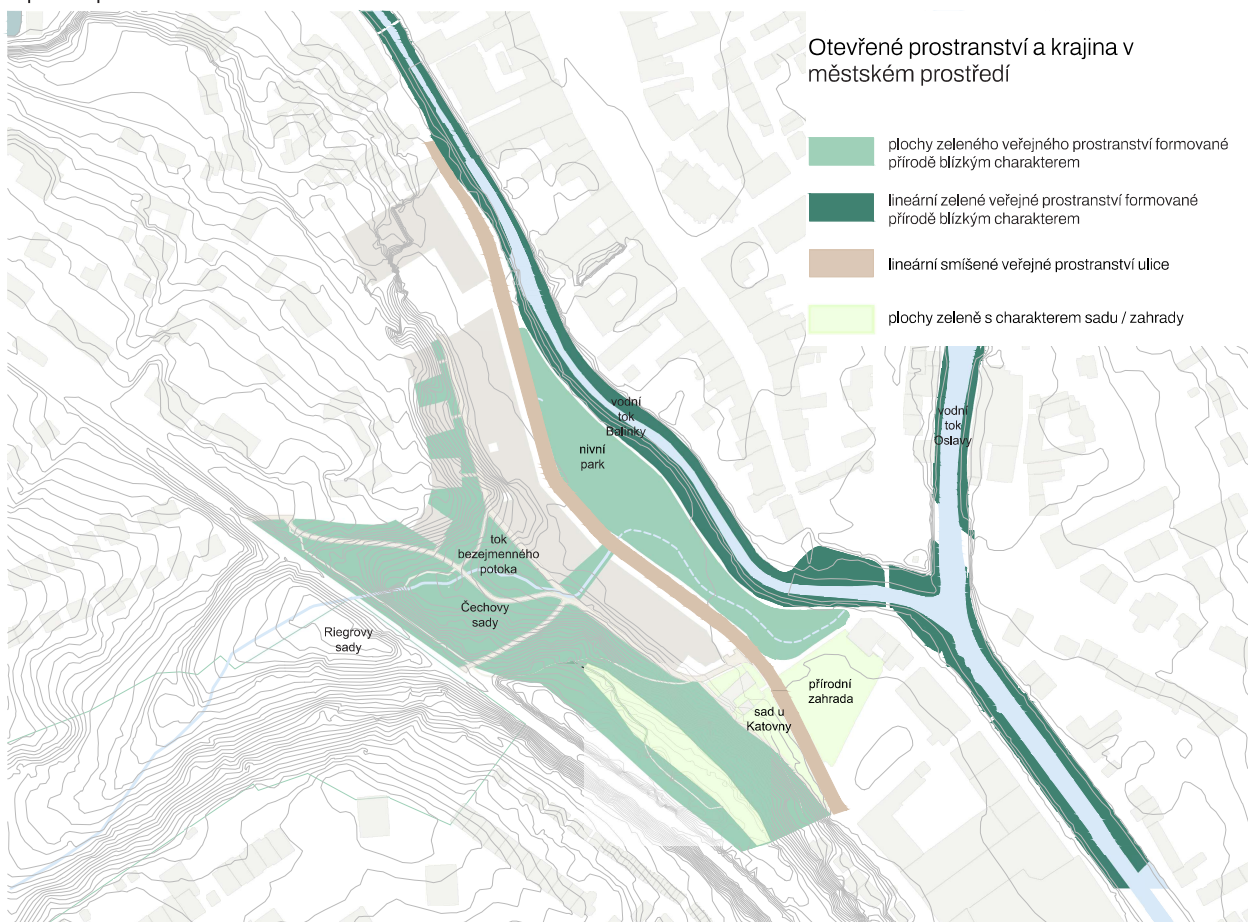 Otevřené prostranství a krajina v
městském prostředí
plochy zeleného veřejného prostranství formované
přírodě blízkým charakterem
lineární zelené veřejné prostranství formované
přírodě blízkým charakterem
lineární smíšené veřejné prostranství ulice
plochy zeleně s charakterem sadu / zahrady
vodní
tok
Balinky
vodní
tok
Oslavy
nivní
park
tok
bezejmenného
potoka
Čechovy
sady
Riegrovy
sady
přírodní
zahrada
sad u
Katovny